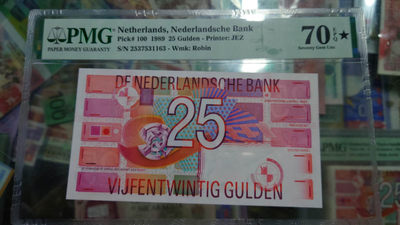 PMG
PAPER MONEY GUARANTY
Netherlands, Nederlandsche Bank
Pick# 100 1989 25 Gulden - Printer: JEZ
S/N 2537531163 - Wmk: Robin
70 EPQ ★
Seventy Gem Unc
DE NEDERLANDSCHE BANK
25
VIJFENTWINTIG GULDEN